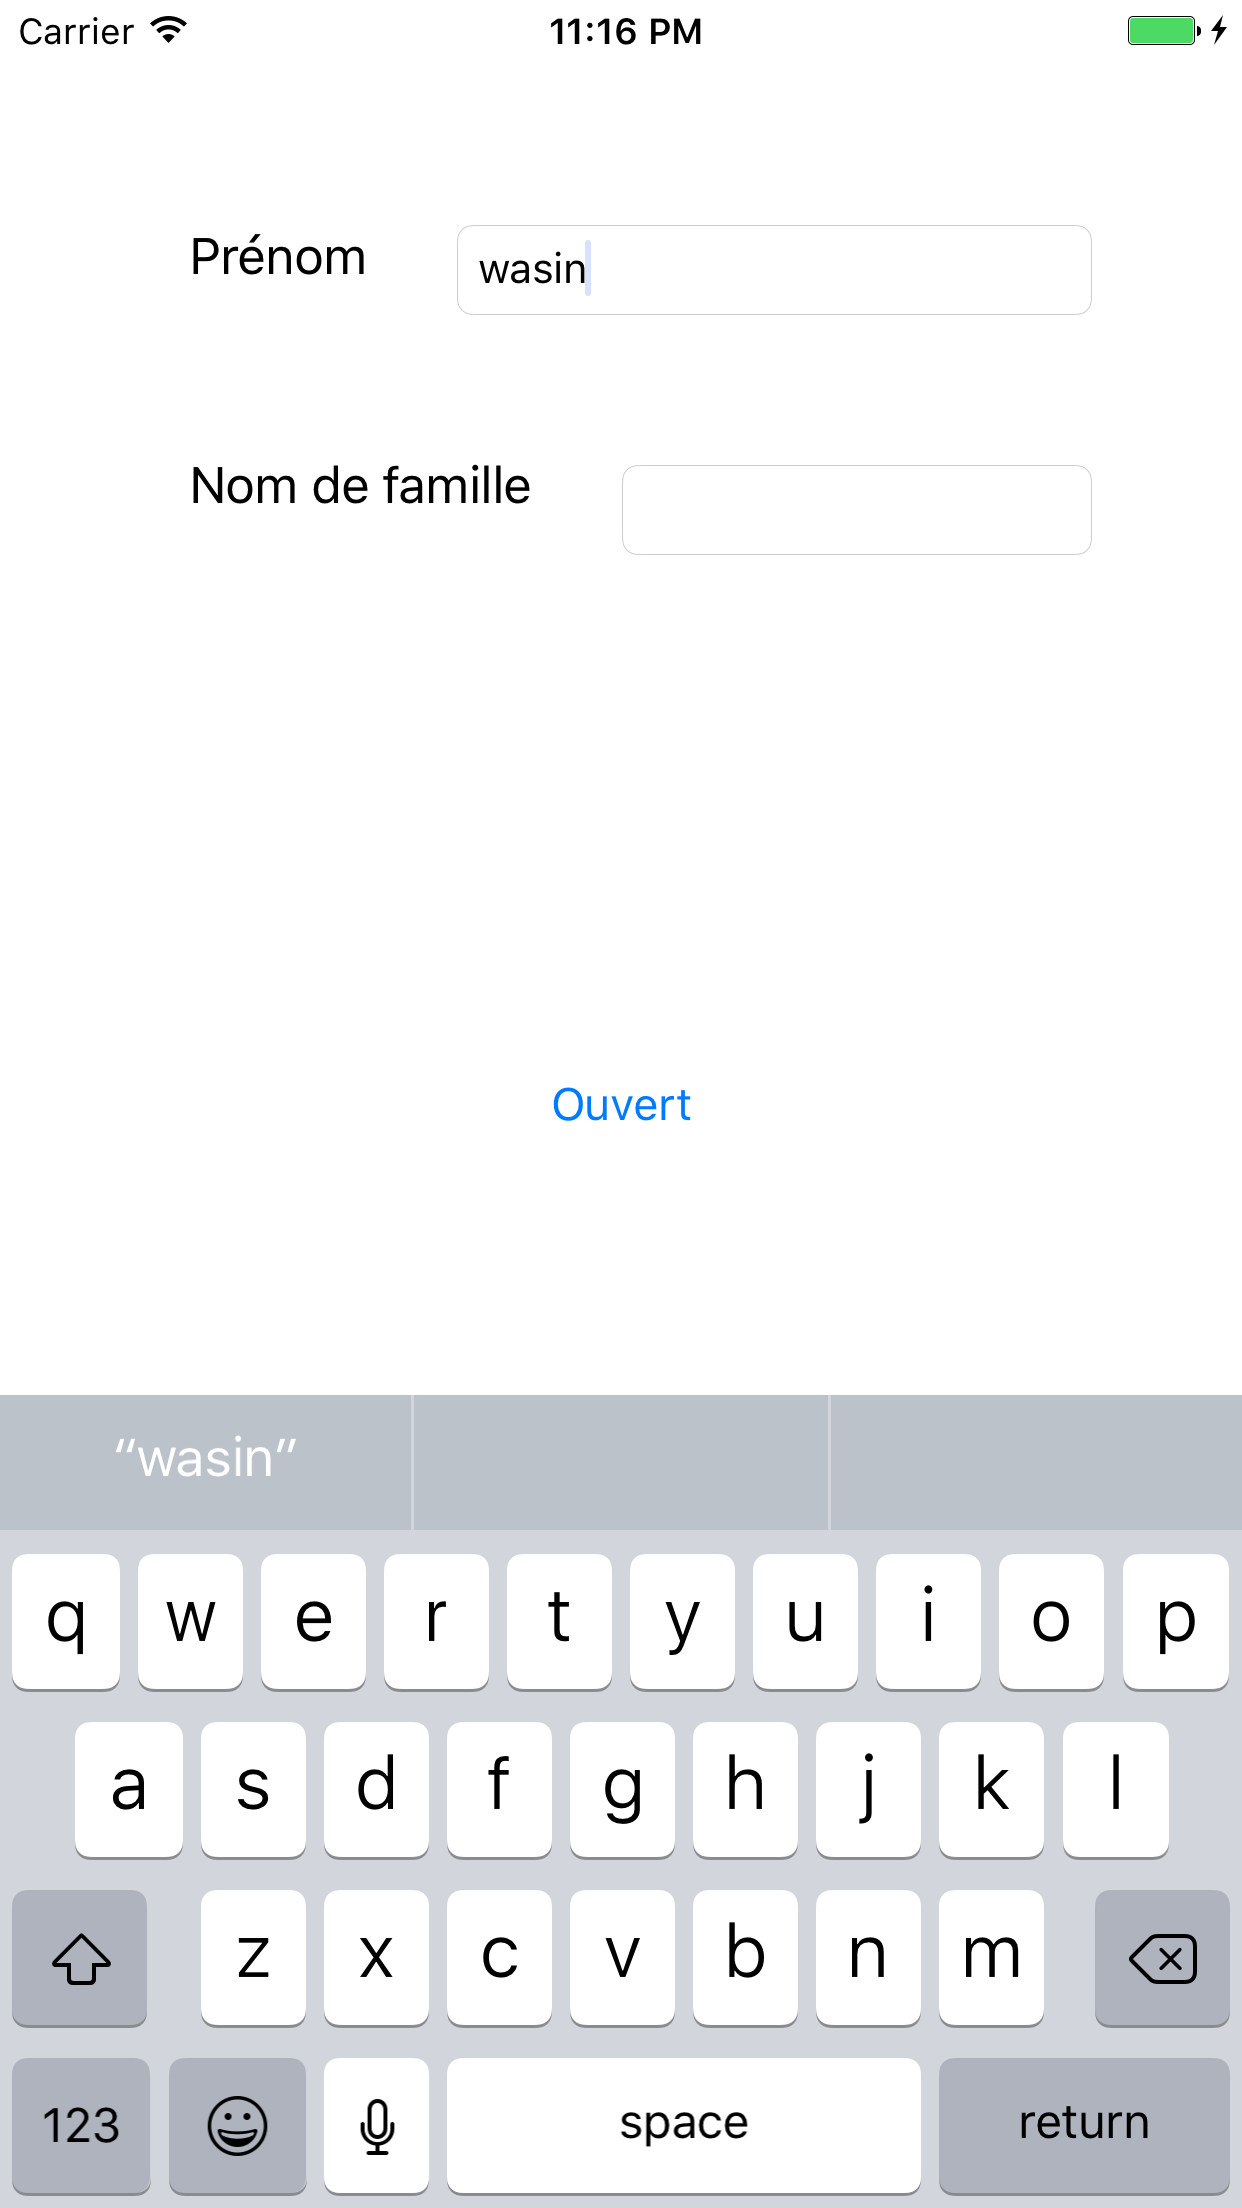 Carrier 11:16 PM
Prénom wasin
Nom de famille
Ouvert
“wasin”
q w e r t y u i o p
a s d f g h j k l
z x c v b n m
123 space return